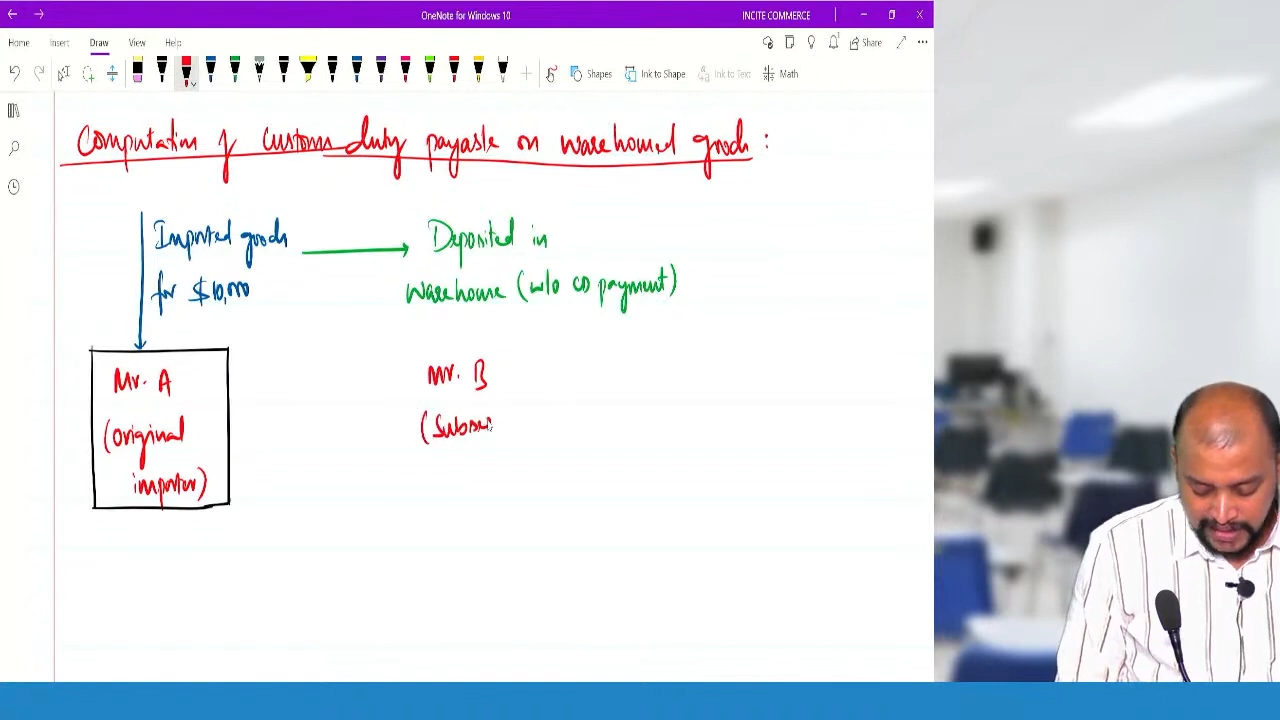 OneNote for Windows 10
INCITE COMMERCE
Home Insert Draw View Help
Share
Shapes Ink to Shape Ink to Text Math
Computation of custom duty payable on warehoused goods :
Imported goods
for $10,000
Deposited in
warehouse (w/o CD payment)
Mr. A
(original
importer)
Mr. B
(Subse